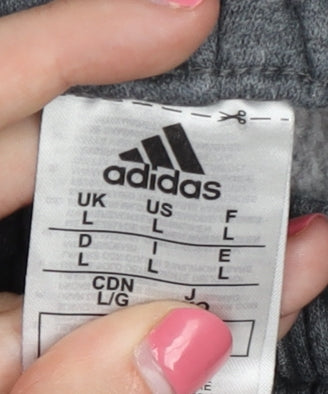 adidas
UK US F
L L L
D I E
L L L
CDN J
L/G